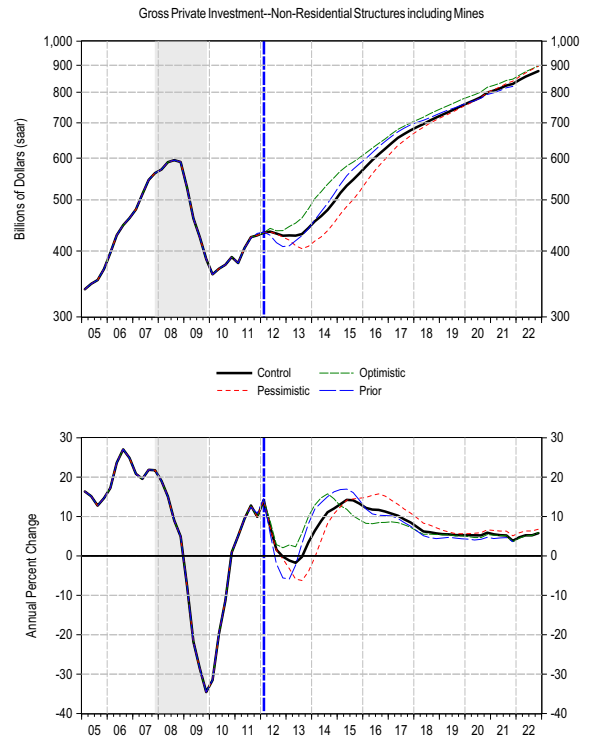 Gross Private Investment--Non-Residential Structures including Mines
1,000 1,000
900 900
800 800
700 700
600 600
500 500
400 400
300 300
Billions of Dollars (saar)
05 06 07 08 09 10 11 12 13 14 15 16 17 18 19 20 21 22
Control Optimistic
Pessimistic Prior
30 30
20 20
10 10
0 0
-10 -10
-20 -20
-30 -30
-40 -40
Annual Percent Change
05 06 07 08 09 10 11 12 13 14 15 16 17 18 19 20 21 22